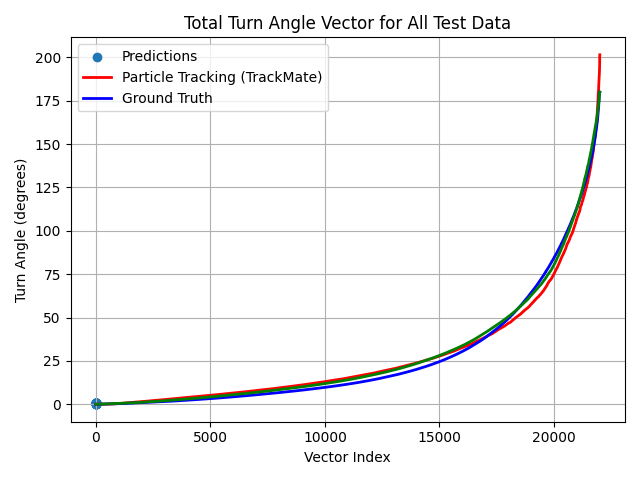 Total Turn Angle Vector for All Test Data
Predictions
Particle Tracking (TrackMate)
Ground Truth
Turn Angle (degrees)
200
175
150
125
100
75
50
25
0
0 5000 10000 15000 20000
Vector Index